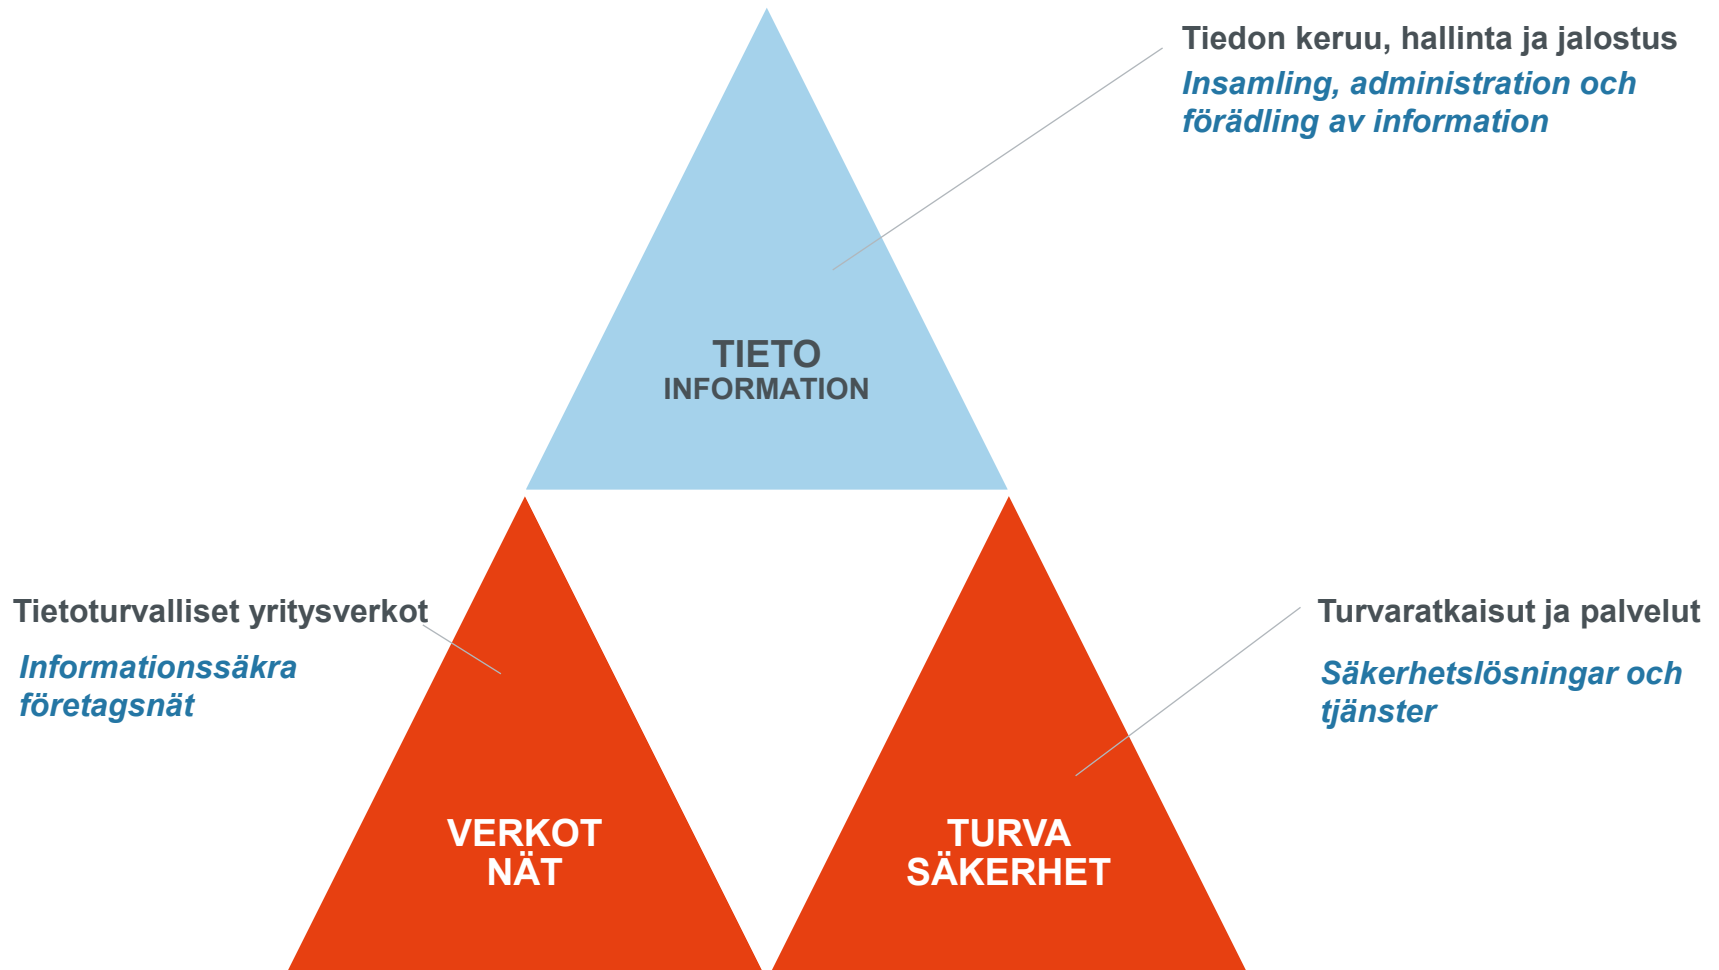 Tiedon keruu, hallinta ja jalostus
Insamling, administration och
förädling av information
TIETO
INFORMATION
Tietoturvalliset yritysverkot
Informationssäkra
företagsnät
Turvaratkaisut ja palvelut
Säkerhetslösningar och
tjänster
VERKOT
NÄT
TURVA
SÄKERHET